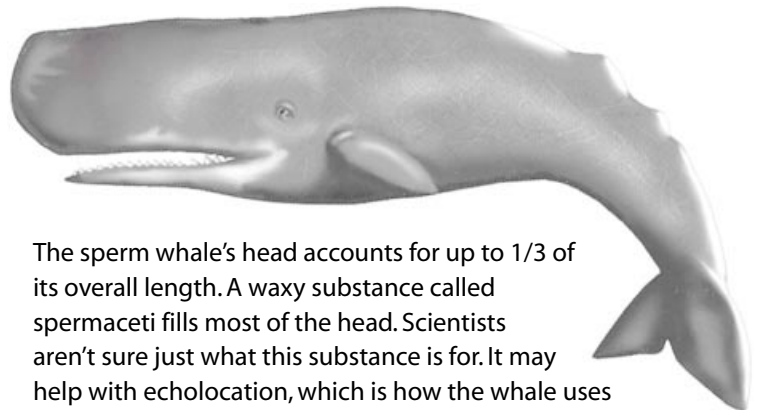 The sperm whale's head accounts for up to 1/3 of
its overall length. A waxy substance called
spermaceti fills most of the head. Scientists
aren't sure just what this substance is for. It may
help with echolocation, which is how the whale uses